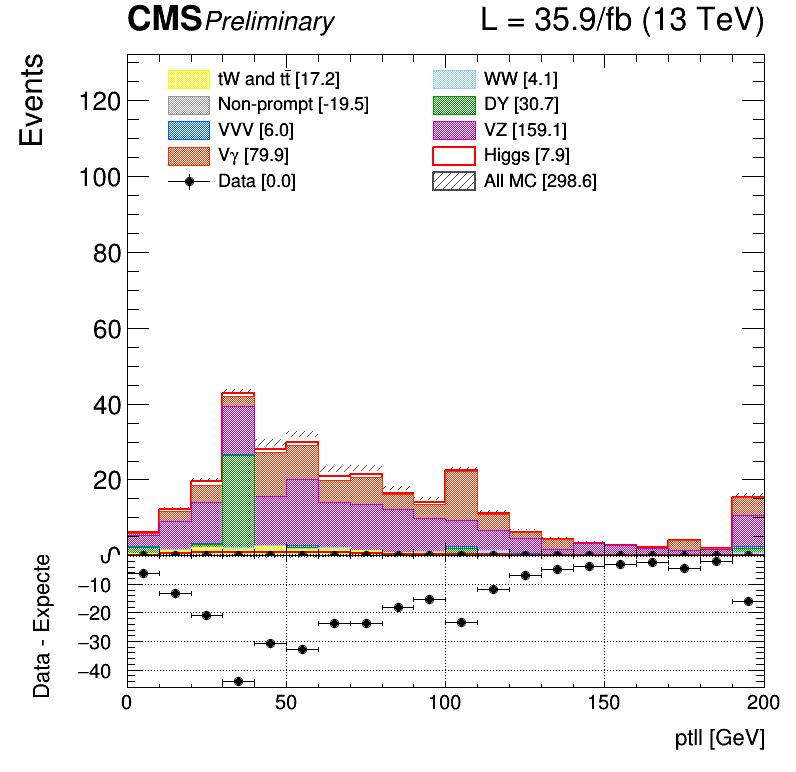 CMS Preliminary L = 35.9/fb (13 TeV)
Events
tW and tt̄ [17.2] WW [4.1]
Non-prompt [-19.5] DY [30.7]
VVV [6.0] VZ [159.1]
Vγ [79.9] Higgs [7.9]
Data [0.0] All MC [298.6]
120
100
80
60
40
20
0
Data - Expecte
−10
−20
−30
−40
0 50 100 150 200
ptll [GeV]